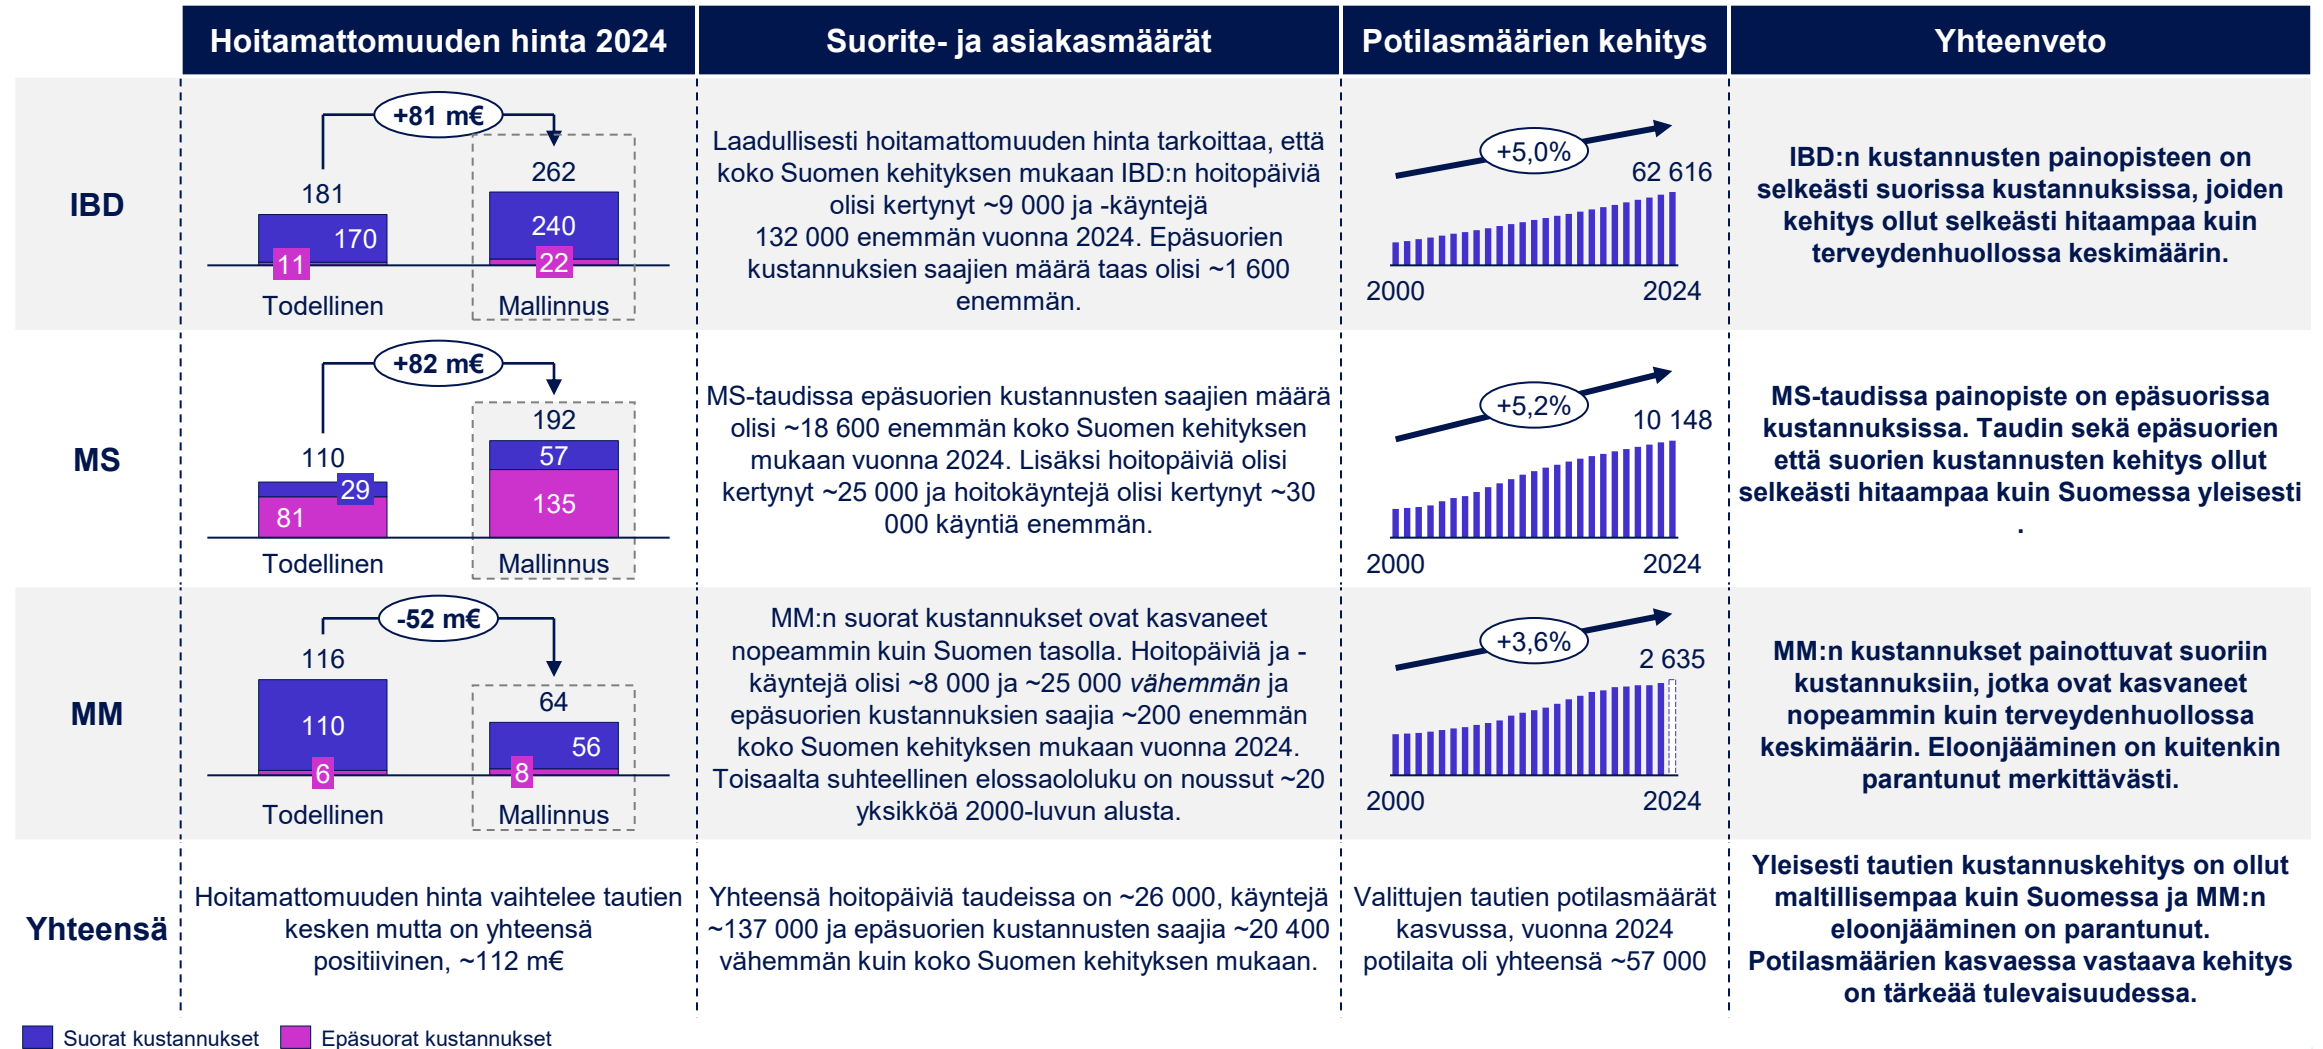 Hoitamattomuuden hinta 2024
Suorite- ja asiakasmäärät
Potilasmäärien kehitys
Yhteenveto
IBD
+81 m€
181
170
11
Todellinen
262
240
22
Mallinnus
Laadullisesti hoitamattomuuden hinta tarkoittaa, että
koko Suomen kehityksen mukaan IBD:n hoitopäiviä
olisi kertynyt ~9 000 ja -käyntejä
132 000 enemmän vuonna 2024. Epäsuorien
kustannuksien saajien määrä taas olisi ~1 600
enemmän.
+5,0%
62 616
2000
2024
IBD:n kustannusten painopisteen on
selkeästi suorissa kustannuksissa, joiden
kehitys ollut selkeästi hitaampaa kuin
terveydenhuollossa keskimäärin.
MS
+82 m€
110
29
81
Todellinen
192
57
135
Mallinnus
MS-taudissa epäsuorien kustannusten saajien määrä
olisi ~18 600 enemmän koko Suomen kehityksen
mukaan vuonna 2024. Lisäksi hoitopäiviä olisi
kertynyt ~25 000 ja hoitokäyntejä olisi kertynyt ~30
000 käyntiä enemmän.
+5,2%
10 148
2000
2024
MS-taudissa painopiste on epäsuorissa
kustannuksissa. Taudin sekä epäsuorien
että suorien kustannusten kehitys ollut
selkeästi hitaampaa kuin Suomessa yleisesti
.
MM
-52 m€
116
110
6
Todellinen
64
56
8
Mallinnus
MM:n suorat kustannukset ovat kasvaneet
nopeammin kuin Suomen tasolla. Hoitopäiviä ja -
käyntejä olisi ~8 000 ja ~25 000 vähemmän ja
epäsuorien kustannuksien saajia ~200 enemmän
koko Suomen kehityksen mukaan vuonna 2024.
Toisaalta suhteellinen elossaololuku on noussut ~20
yksikköä 2000-luvun alusta.
+3,6%
2 635
2000
2024
MM:n kustannukset painottuvat suoriin
kustannuksiin, jotka ovat kasvaneet
nopeammin kuin terveydenhuollossa
keskimäärin. Eloonjääminen on kuitenkin
parantunut merkittävästi.
Yhteensä
Hoitamattomuuden hinta vaihtelee tautien
kesken mutta on yhteensä
positiivinen, ~112 m€
Yhteensä hoitopäiviä taudeissa on ~26 000, käyntejä
~137 000 ja epäsuorien kustannusten saajia ~20 400
vähemmän kuin koko Suomen kehityksen mukaan.
Valittujen tautien potilasmäärät
kasvussa, vuonna 2024
potilaita oli yhteensä ~57 000
Yleisesti tautien kustannuskehitys on ollut
maltillisempaa kuin Suomessa ja MM:n
eloonjääminen on parantunut.
Potilasmäärien kasvaessa vastaava kehitys
on tärkeää tulevaisuudessa.
Suorat kustannukset
Epäsuorat kustannukset